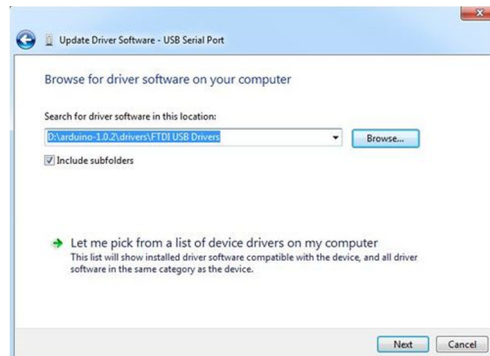 Update Driver Software - USB Serial Port
Browse for driver software on your computer
Search for driver software in this location:
D:\arduino-1.0.2\drivers\FTDI USB Drivers
Browse...
Include subfolders
Let me pick from a list of device drivers on my computer
This list will show installed driver software compatible with the device, and all driver
software in the same category as the device.
Next
Cancel